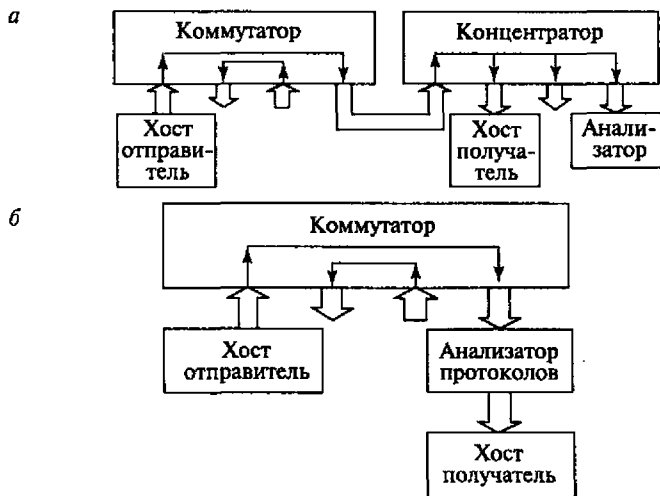 а
Коммутатор
Концентратор
Хост
отправи-
тель
Хост
получа-
тель
Анали-
затор
б
Коммутатор
Хост
отправитель
Анализатор
протоколов
Хост
получатель